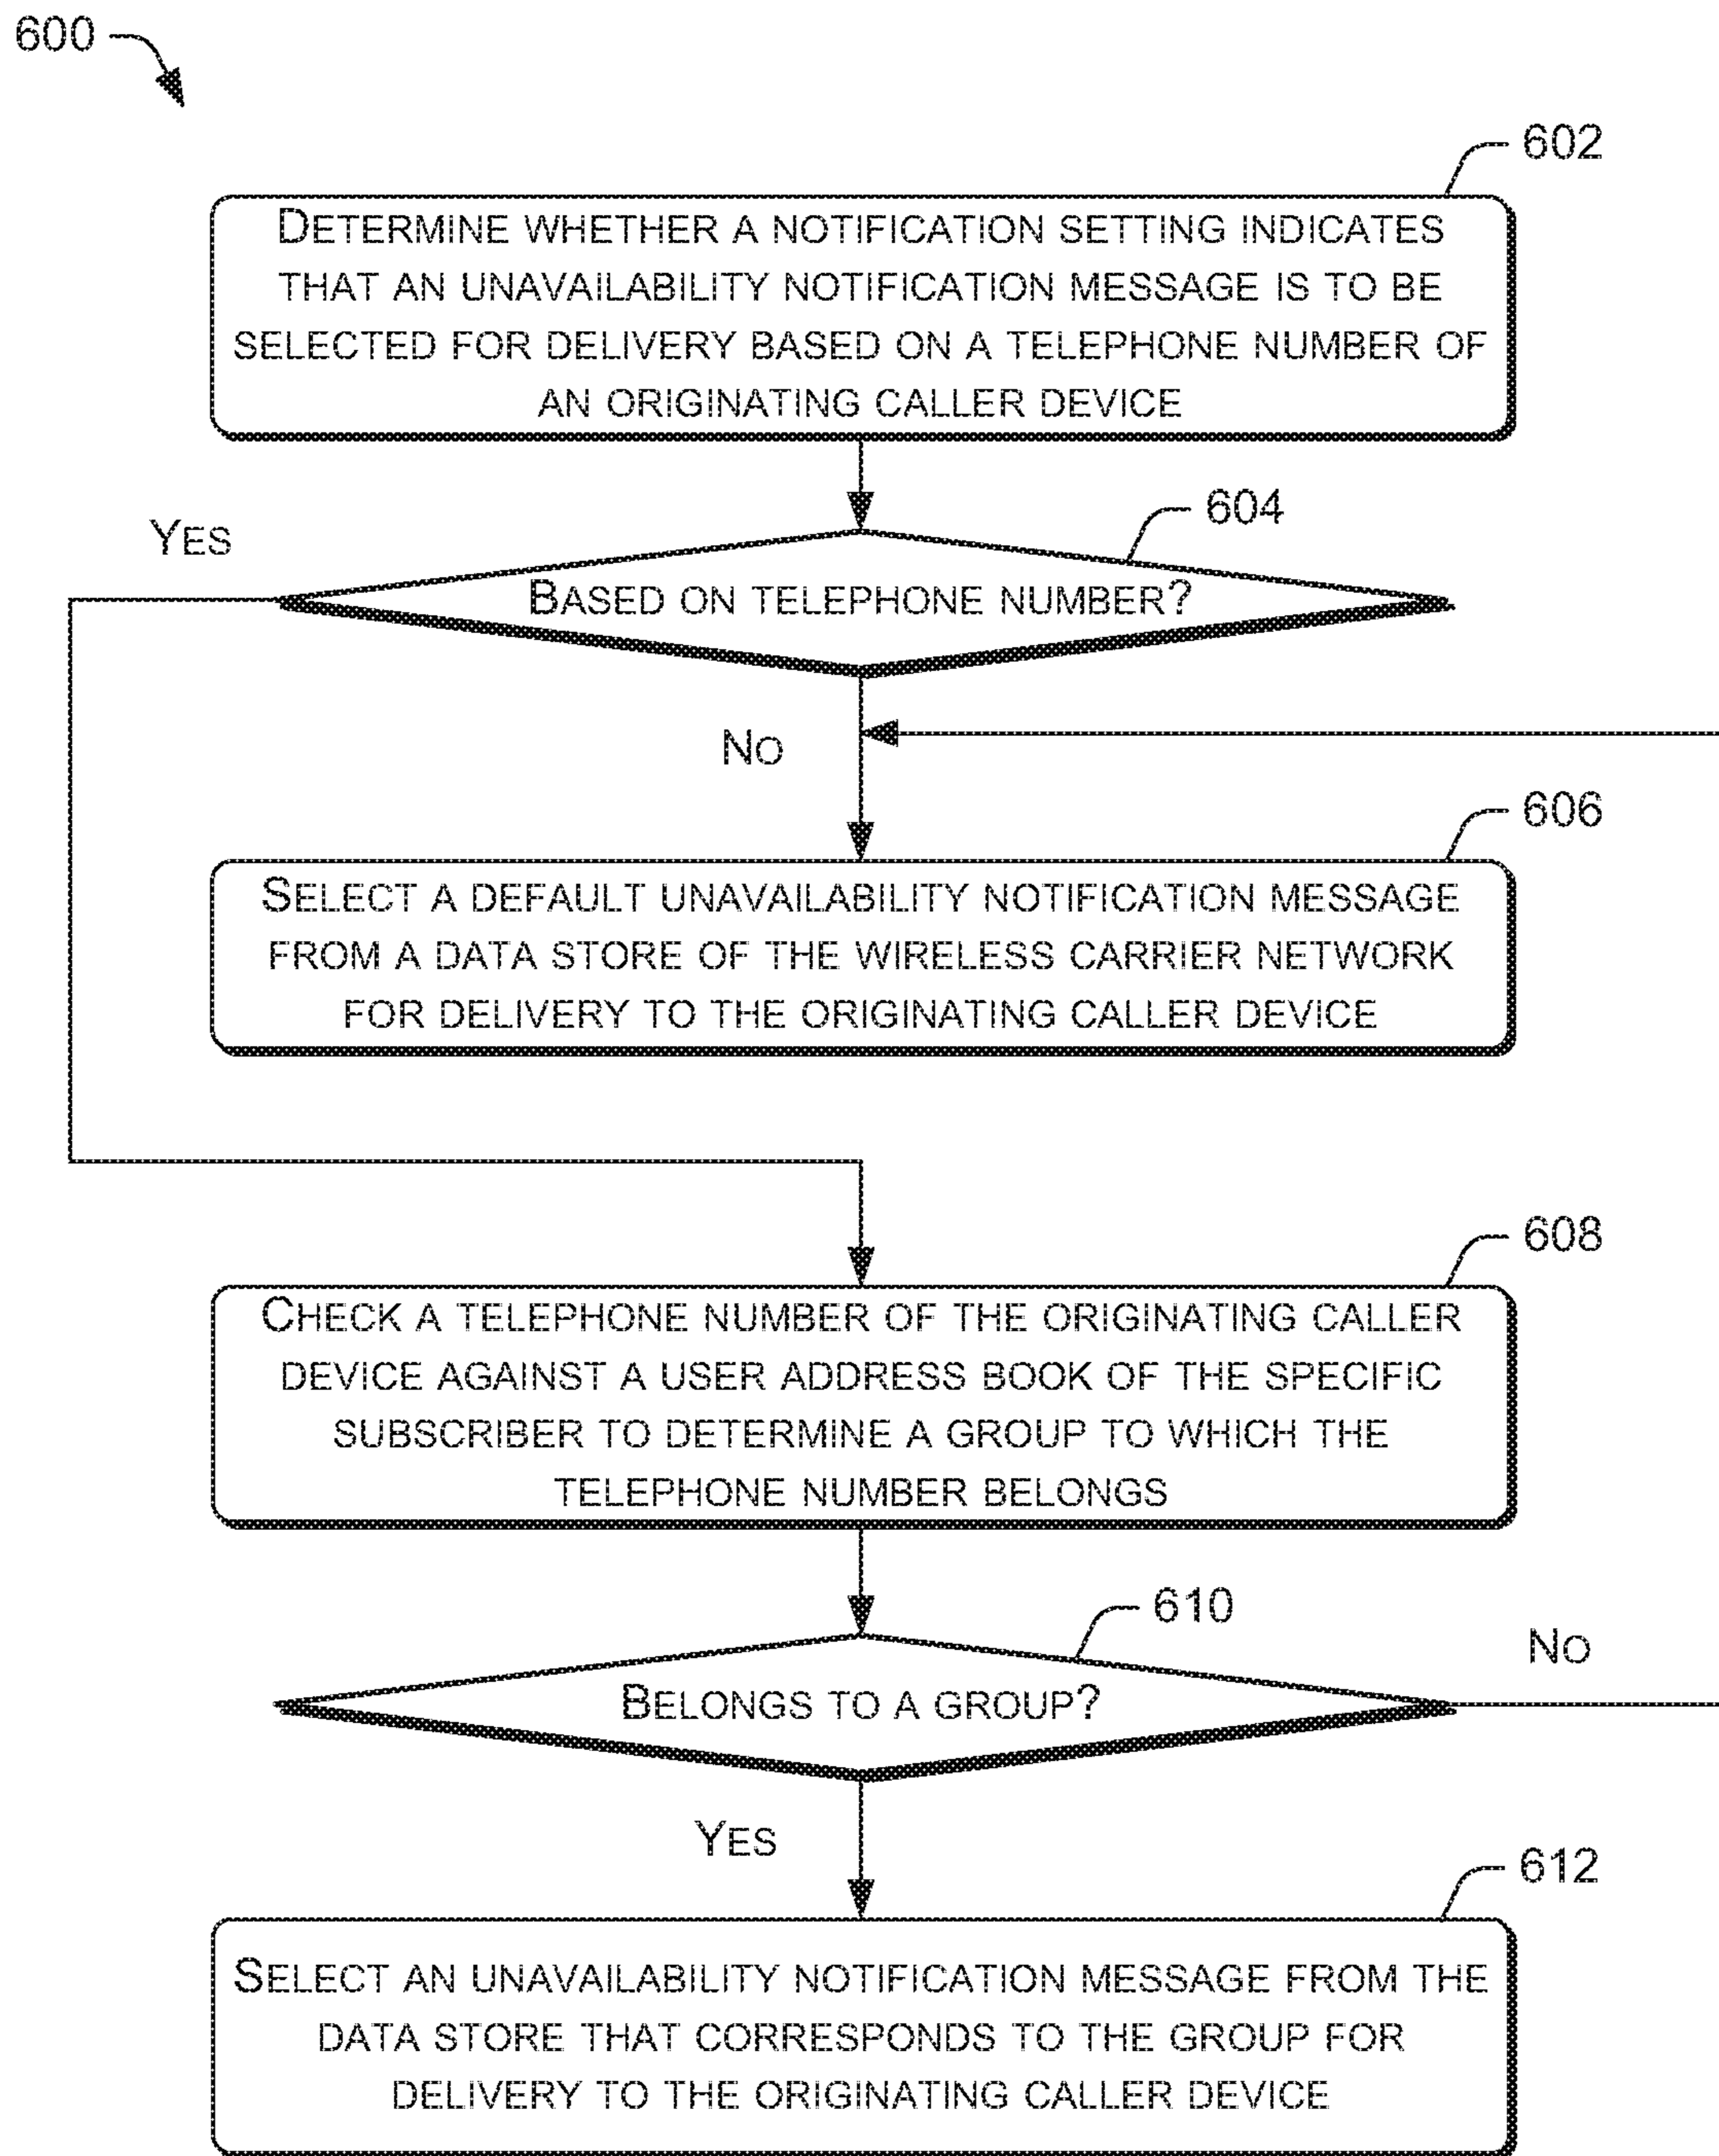 600
602
DETERMINE WHETHER A NOTIFICATION SETTING INDICATES
THAT AN UNAVAILABILITY NOTIFICATION MESSAGE IS TO BE
SELECTED FOR DELIVERY BASED ON A TELEPHONE NUMBER OF
AN ORIGINATING CALLER DEVICE
604
YES
BASED ON TELEPHONE NUMBER?
NO
606
SELECT A DEFAULT UNAVAILABILITY NOTIFICATION MESSAGE
FROM A DATA STORE OF THE WIRELESS CARRIER NETWORK
FOR DELIVERY TO THE ORIGINATING CALLER DEVICE
608
CHECK A TELEPHONE NUMBER OF THE ORIGINATING CALLER
DEVICE AGAINST A USER ADDRESS BOOK OF THE SPECIFIC
SUBSCRIBER TO DETERMINE A GROUP TO WHICH THE
TELEPHONE NUMBER BELONGS
610
NO
BELONGS TO A GROUP?
YES
612
SELECT AN UNAVAILABILITY NOTIFICATION MESSAGE FROM THE
DATA STORE THAT CORRESPONDS TO THE GROUP FOR
DELIVERY TO THE ORIGINATING CALLER DEVICE